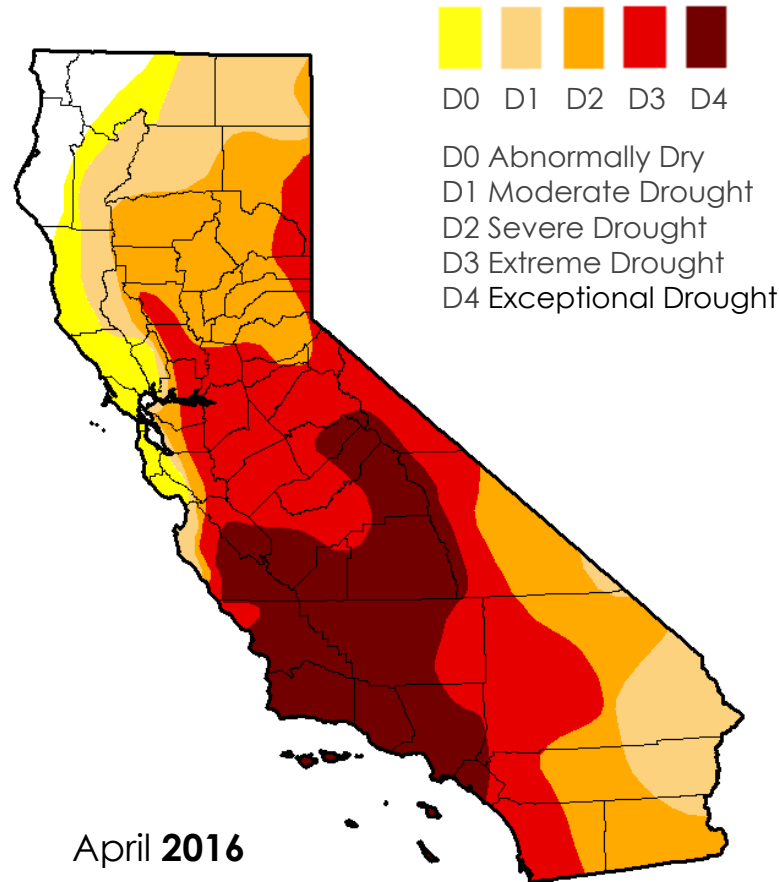 D0 D1 D2 D3 D4
D0 Abnormally Dry
D1 Moderate Drought
D2 Severe Drought
D3 Extreme Drought
D4 Exceptional Drought
April 2016